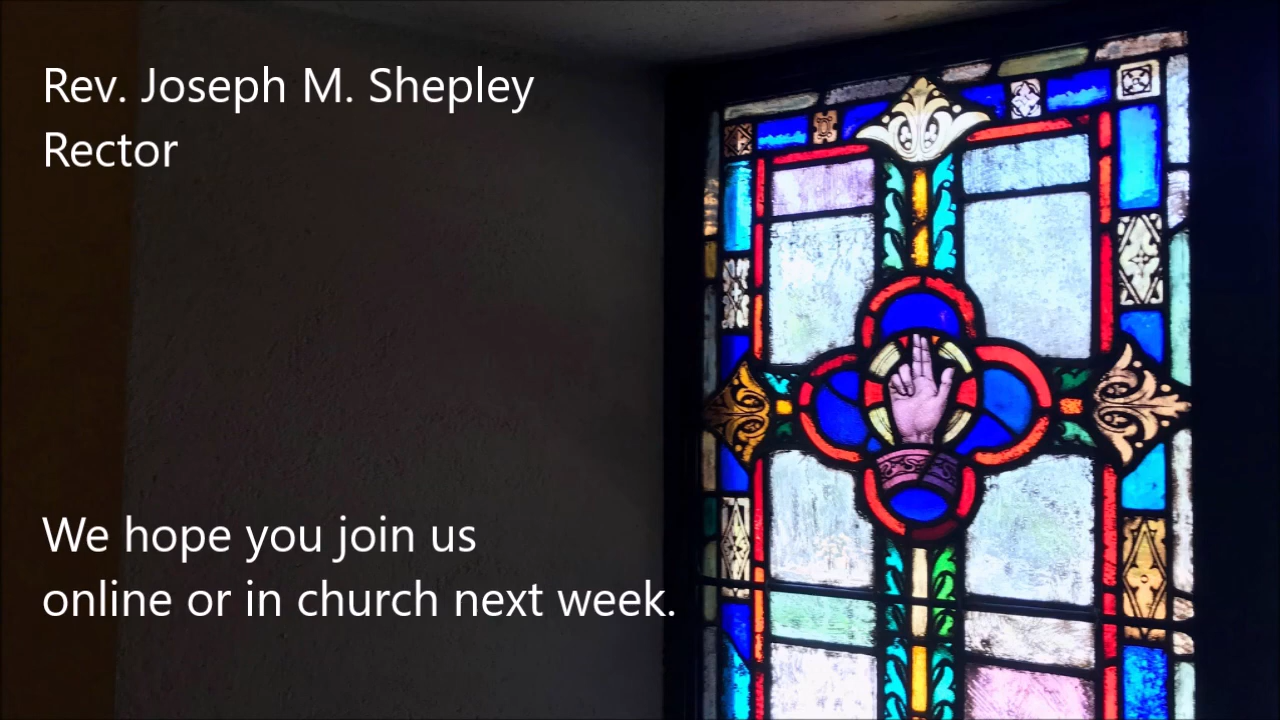 Rev. Joseph M. Shepley
Rector
We hope you join us
online or in church next week.